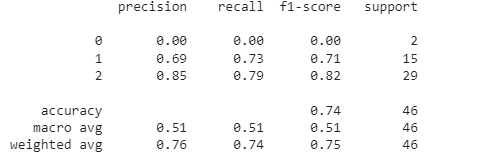 precision recall f1-score support
0 0.00 0.00 0.00 2
1 0.69 0.73 0.71 15
2 0.85 0.79 0.82 29
accuracy 0.74 46
macro avg 0.51 0.51 0.51 46
weighted avg 0.76 0.74 0.75 46